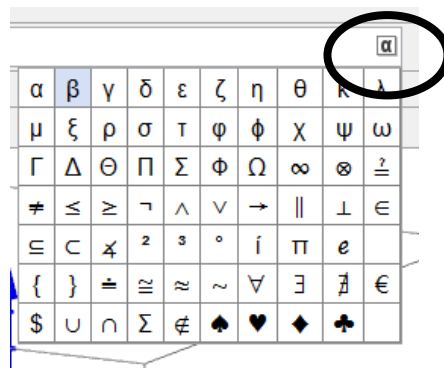 α
α β γ δ ε ζ η θ κ λ
μ ξ ρ σ τ φ ϕ χ ψ ω
Γ Δ Θ Π Σ Φ Ω ∞ ⊗ ≟
≠ ≤ ≥ ¬ ∧ ∨ → ∥ ⊥ ∈
⊆ ⊂ ∡ ² ³ ° í π ℯ
{ } ≐ ≅ ≈ ~ ∀ ∃ ∄ €
$ ∪ ∩ Σ ∉ ♠ ♥ ♦ ♣